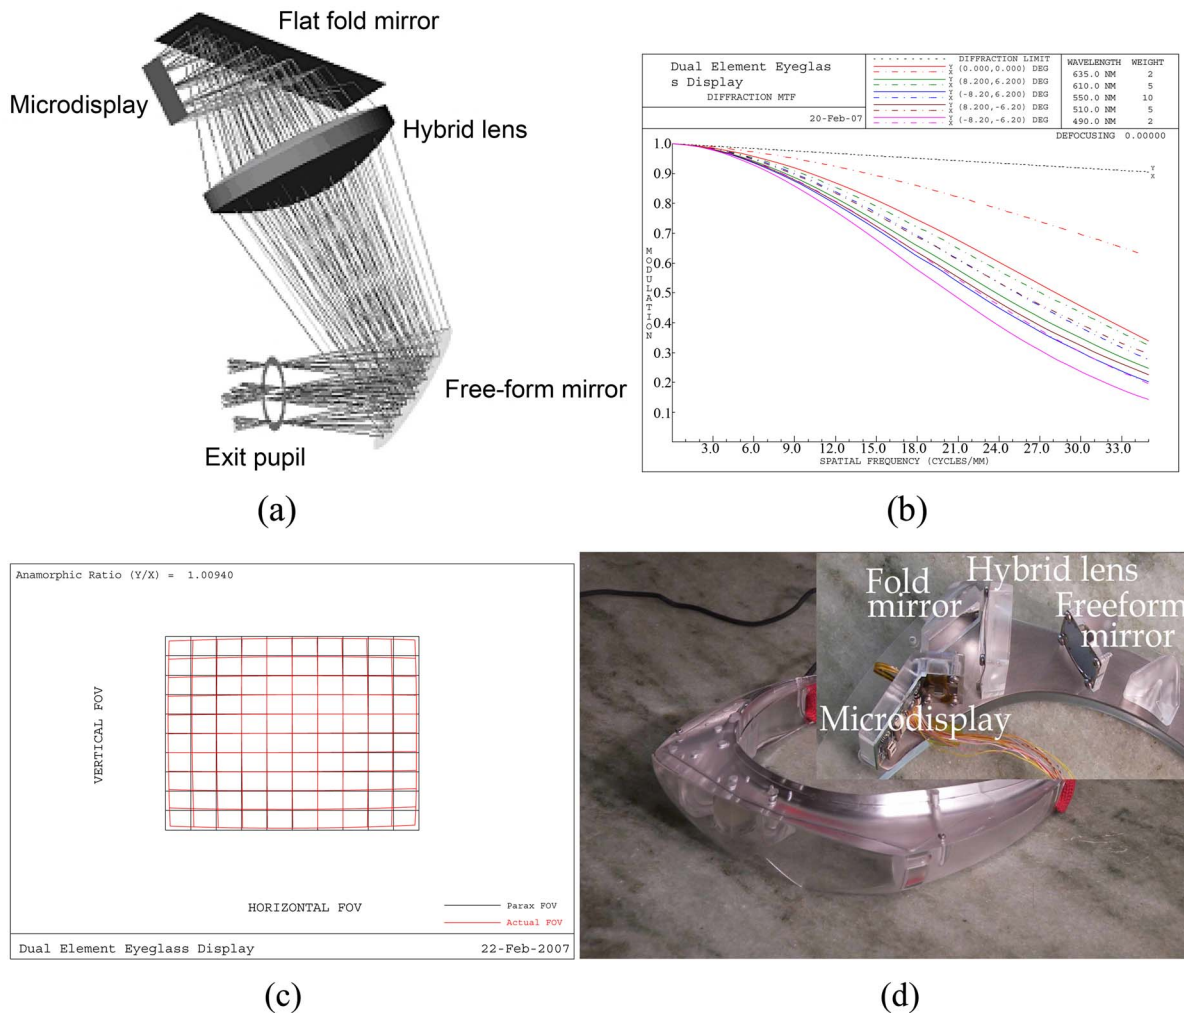 Flat fold mirror
Microdisplay
Hybrid lens
Free-form mirror
Exit pupil
(a)
Dual Element Eyeglas
s Display
DIFFRACTION MTF
20-Feb-07
DIFFRACTION LIMIT
Y
X (0.000,0.000) DEG
Y
X (8.200,6.200) DEG
Y
X (-8.20,6.200) DEG
Y
X (8.200,-6.20) DEG
Y
X (-8.20,-6.20) DEG
WAVELENGTH WEIGHT
635.0 NM 2
610.0 NM 5
550.0 NM 10
510.0 NM 5
490.0 NM 2
DEFOCUSING 0.00000
1.0
0.9
0.8
0.7
0.6
0.5
0.4
0.3
0.2
0.1
MODULATION
Y
X
3.0 6.0 9.0 12.0 15.0 18.0 21.0 24.0 27.0 30.0 33.0
SPATIAL FREQUENCY (CYCLES/MM)
(b)
Anamorphic Ratio (Y/X) = 1.00940
VERTICAL FOV
HORIZONTAL FOV
Parax FOV
Actual FOV
Dual Element Eyeglass Display 22-Feb-2007
(c)
Fold
mirror
Hybrid lens
Freeform
mirror
Microdisplay
(d)